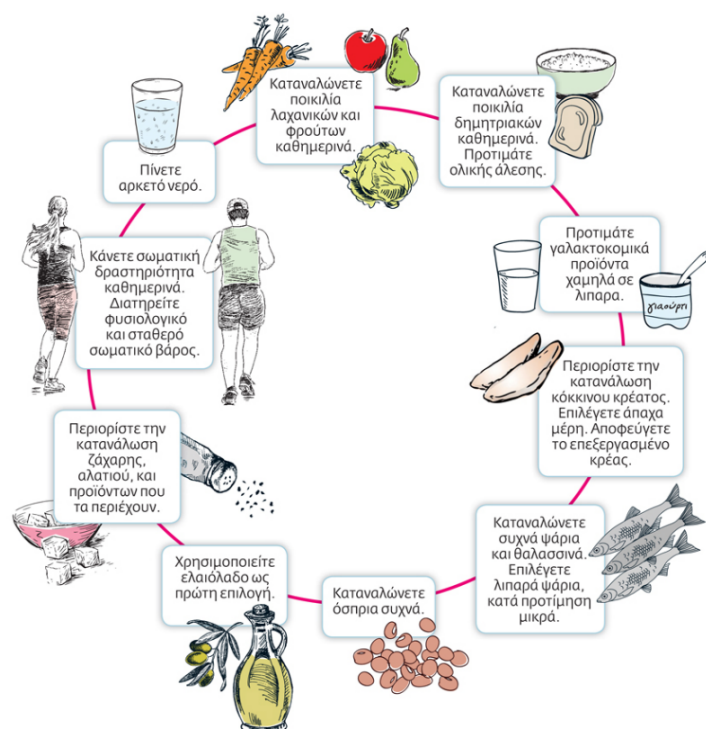 Καταναλώνετε
ποικιλία
λαχανικών και
φρούτων
καθημερινά.
Καταναλώνετε
ποικιλία
δημητριακών
καθημερινά.
Προτιμάτε
ολικής άλεσης.
Προτιμάτε
γαλακτοκομικά
προϊόντα
χαμηλά σε
λιπαρα.
γιαούρτι
Περιορίστε την
κατανάλωση
κόκκινου κρέατος.
Επιλέγετε άπαχα
μέρη. Αποφεύγετε
το επεξεργασμένο
κρέας.
Καταναλώνετε
συχνά ψάρια
και θαλασσινά.
Επιλέγετε
λιπαρά ψάρια,
κατά προτίμηση
μικρά.
Καταναλώνετε
όσπρια συχνά.
Χρησιμοποιείτε
ελαιόλαδο ως
πρώτη επιλογή.
Περιορίστε την
κατανάλωση
ζάχαρης,
αλατιού, και
προϊόντων που
τα περιέχουν.
Κάνετε σωματική
δραστηριότητα
καθημερινά.
Διατηρείτε
φυσιολογικό
και σταθερό
σωματικό βάρος.
Πίνετε
αρκετό νερό.